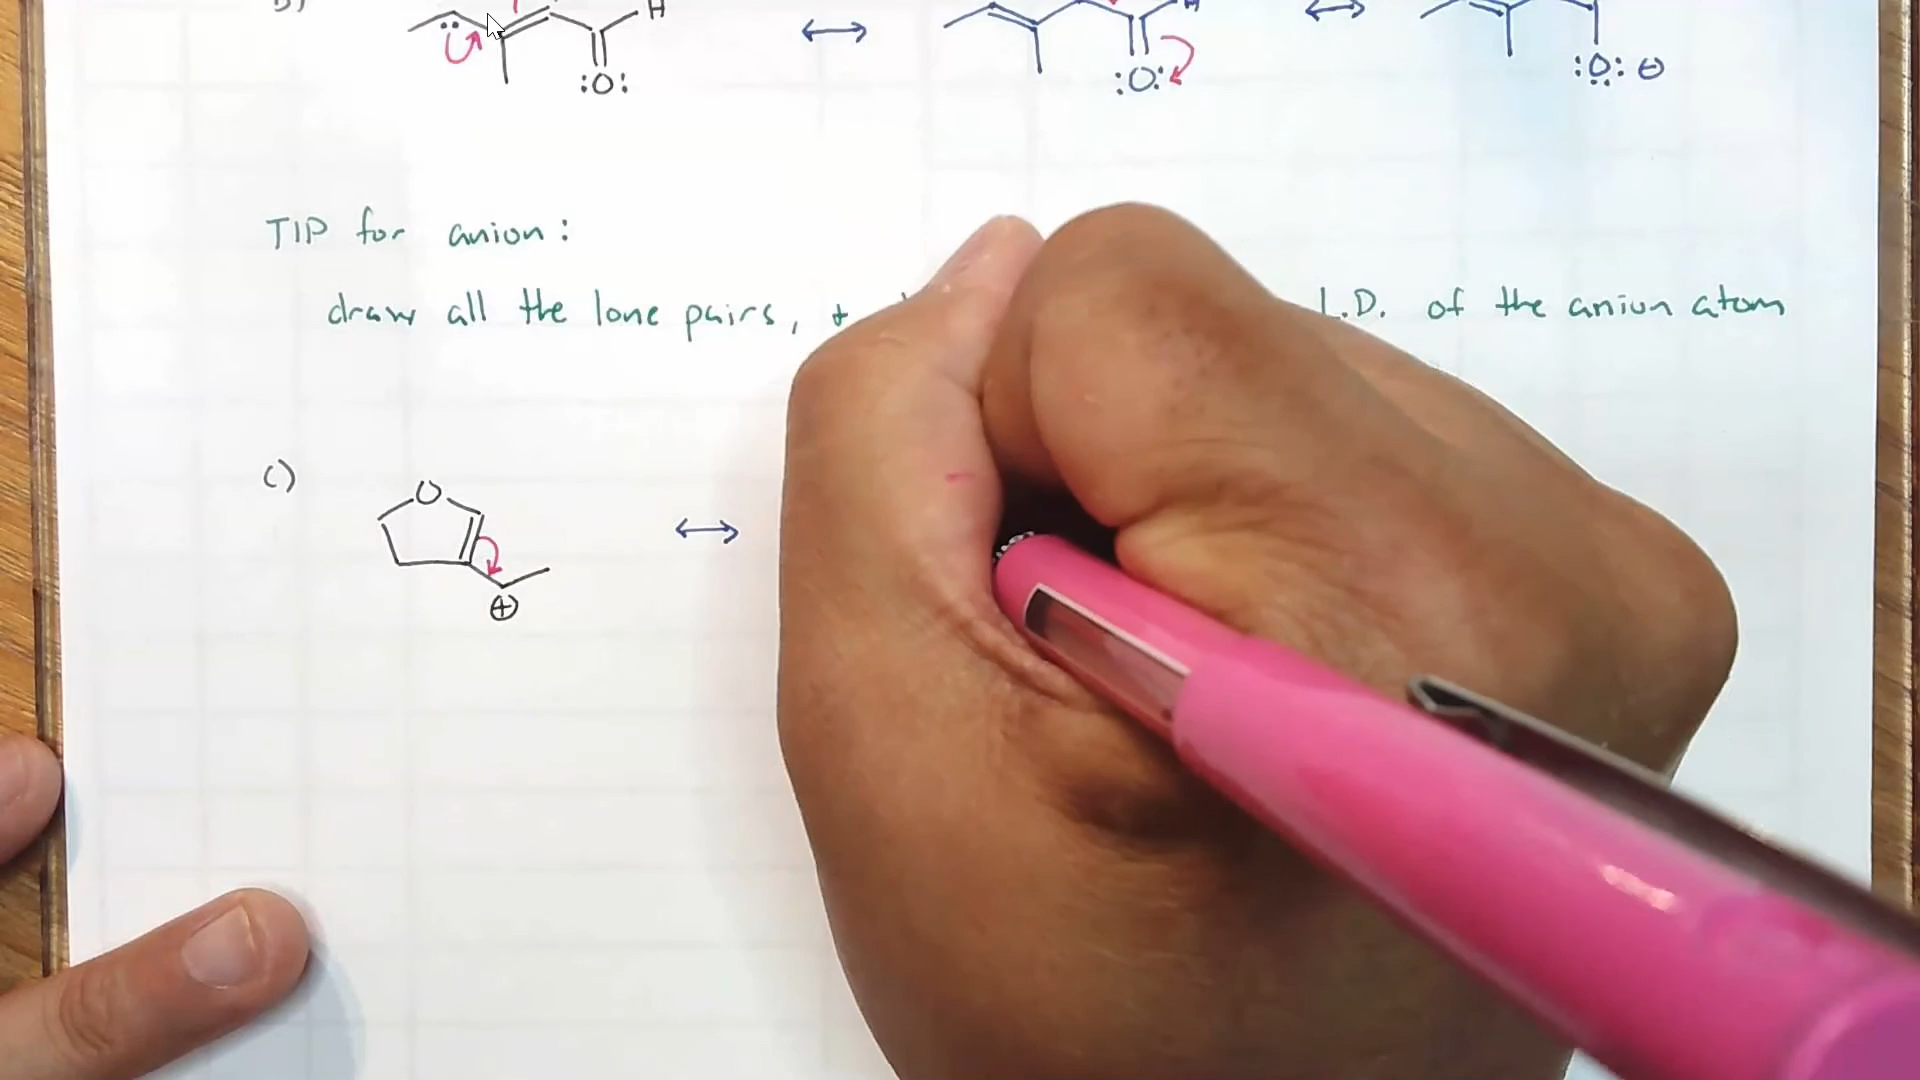 b)
H
:O:
H
:O:
:O: ⊖
TIP for anion:
draw all the lone pairs, + L.D. of the anion atom
c)
O
⊕